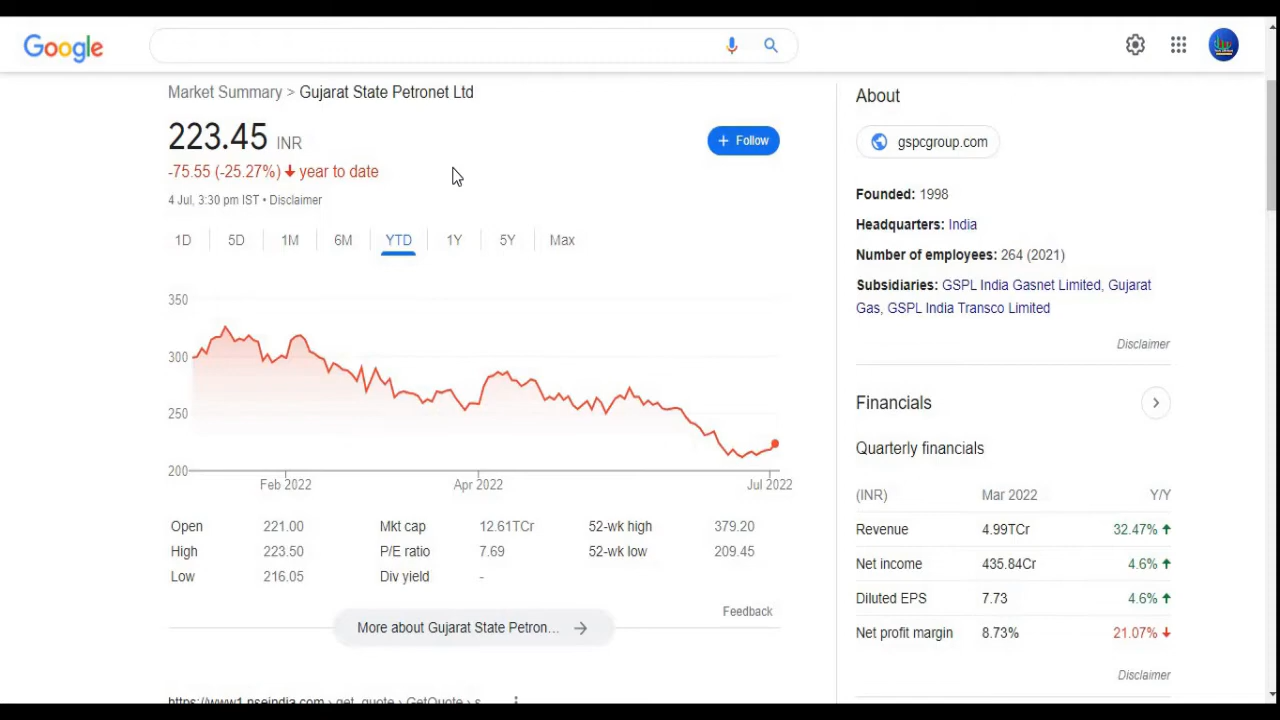 Google
Market Summary > Gujarat State Petronet Ltd
223.45 INR
+ Follow
-75.55 (-25.27%) ↓ year to date
4 Jul, 3:30 pm IST • Disclaimer
1D 5D 1M 6M YTD 1Y 5Y Max
350
300
250
200
Feb 2022 Apr 2022 Jul 2022
Open 221.00 Mkt cap 12.61TCr 52-wk high 379.20
High 223.50 P/E ratio 7.69 52-wk low 209.45
Low 216.05 Div yield -
Feedback
More about Gujarat State Petron... →
https://www1.nseindia.com › get_quote › GetQuote › s...
About
gspcgroup.com
Founded: 1998
Headquarters: India
Number of employees: 264 (2021)
Subsidiaries: GSPL India Gasnet Limited, Gujarat
Gas, GSPL India Transco Limited
Disclaimer
Financials
Quarterly financials
(INR) Mar 2022 Y/Y
Revenue 4.99TCr 32.47% ↑
Net income 435.84Cr 4.6% ↑
Diluted EPS 7.73 4.6% ↑
Net profit margin 8.73% 21.07% ↓
Disclaimer